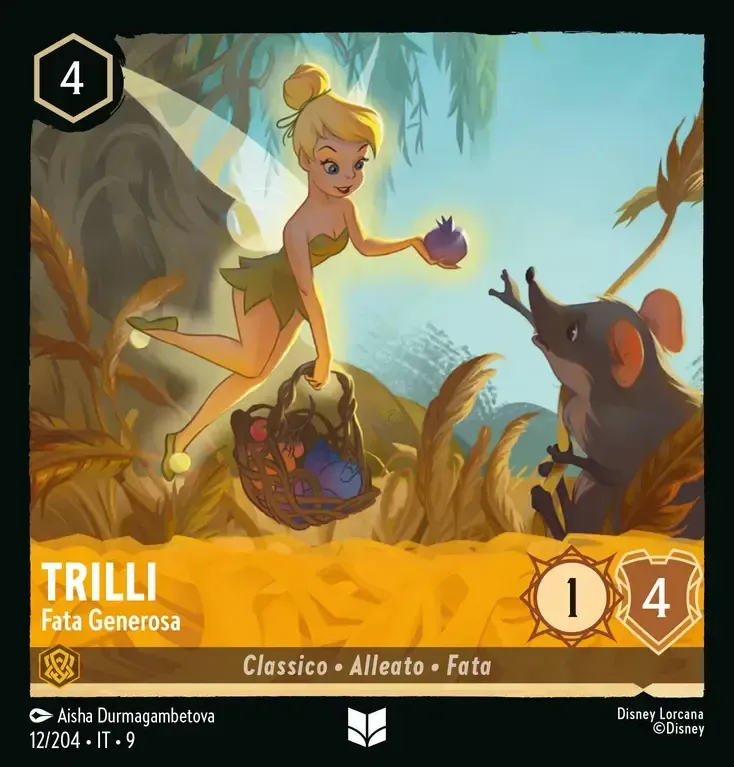 4
TRILLI
Fata Generosa
1 4
Classico • Alleato • Fata
Aisha Durmagambetova
12/204 • IT • 9
Disney Lorcana
©Disney